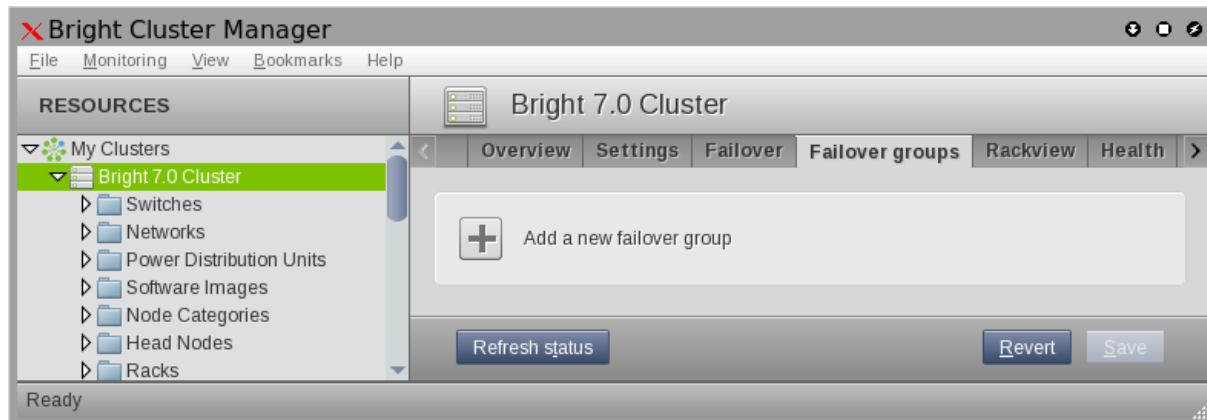 Bright Cluster Manager
File Monitoring View Bookmarks Help
RESOURCES
Bright 7.0 Cluster
My Clusters
Bright 7.0 Cluster
Switches
Networks
Power Distribution Units
Software Images
Node Categories
Head Nodes
Racks
Overview Settings Failover Failover groups Rackview Health
Add a new failover group
Refresh status Revert Save
Ready